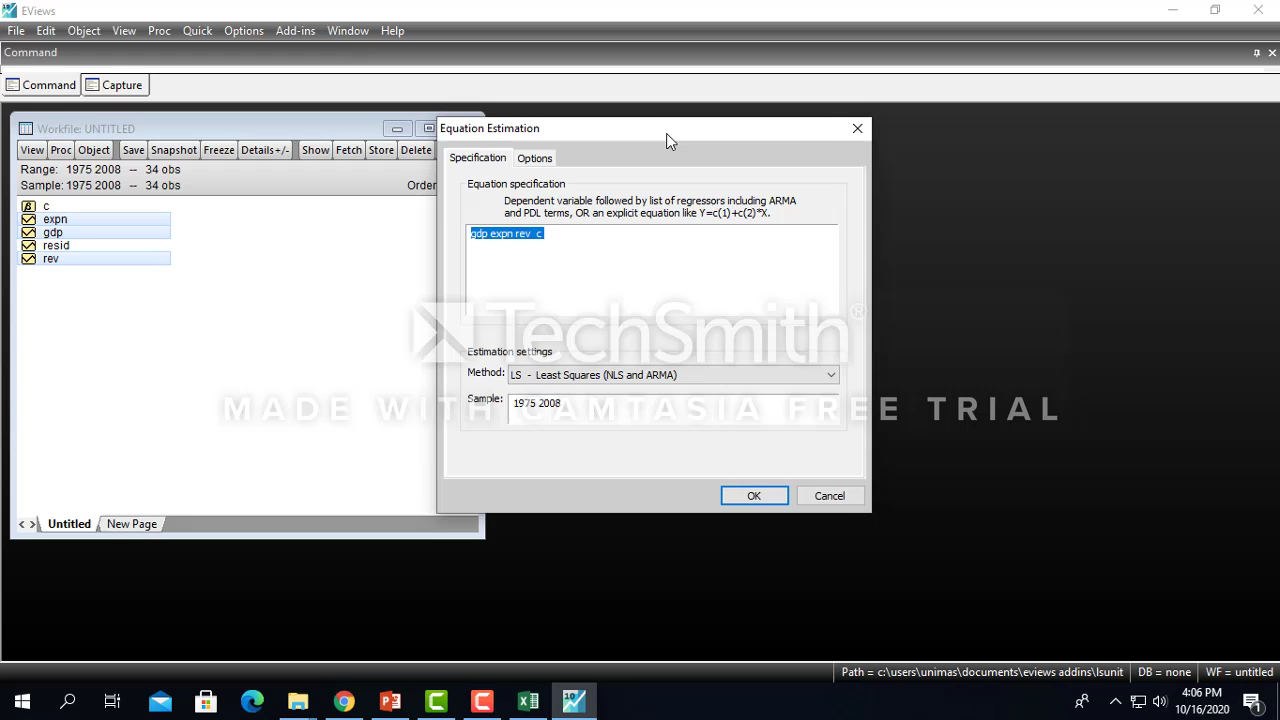 EViews
File Edit Object View Proc Quick Options Add-ins Window Help
Command
Command Capture
Workfile: UNTITLED
View Proc Object Save Snapshot Freeze Details+/- Show Fetch Store Delete
Range: 1975 2008 -- 34 obs
Sample: 1975 2008 -- 34 obs Order
c
expn
gdp
resid
rev
Untitled New Page
Equation Estimation
Specification Options
Equation specification
Dependent variable followed by list of regressors including ARMA
and PDL terms, OR an explicit equation like Y=c(1)+c(2)*X.
gdp expn rev c
Estimation settings
Method: LS - Least Squares (NLS and ARMA)
Sample: 1975 2008
OK Cancel
TechSmith®
MADE WITH CAMTASIA FREE TRIAL
Path = c:\users\unimas\documents\eviews addins\lsunit DB = none WF = untitled
10
4:06 PM
10/16/2020
1